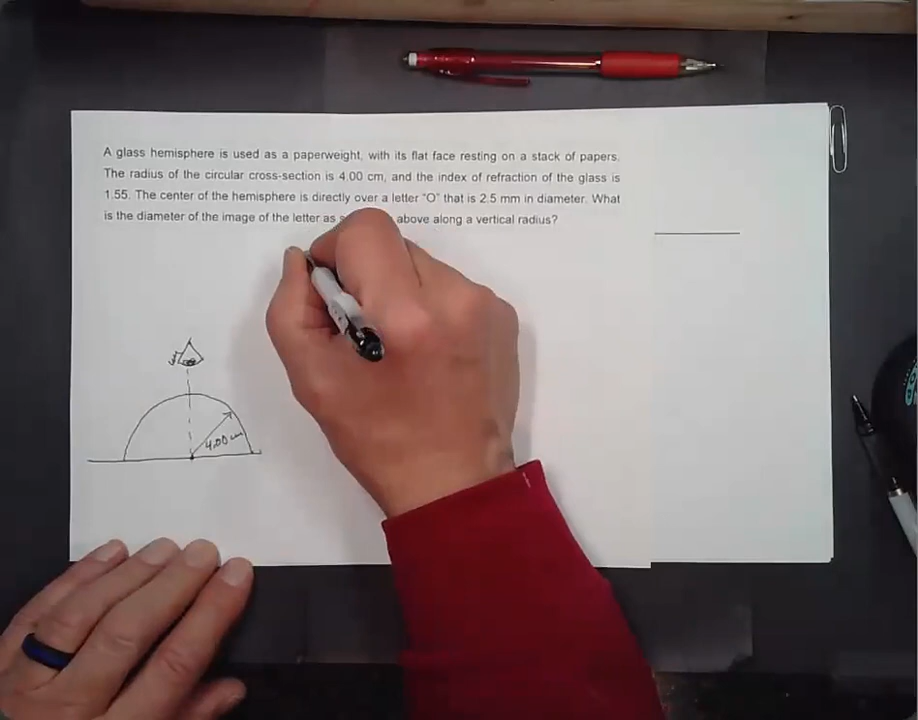 A glass hemisphere is used as a paperweight, with its flat face resting on a stack of papers.
The radius of the circular cross-section is 4.00 cm, and the index of refraction of the glass is
1.55. The center of the hemisphere is directly over a letter "O" that is 2.5 mm in diameter. What
is the diameter of the image of the letter as above along a vertical radius?
4.00 cm